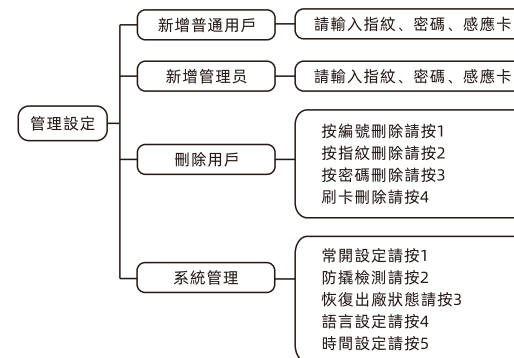 新增普通用戶
請輸入指紋、密碼、感應卡
新增管理员
請輸入指紋、密碼、感應卡
管理設定
刪除用戶
按編號刪除請按1
按指紋刪除請按2
按密碼刪除請按3
刷卡刪除請按4
系統管理
常開設定請按1
防撬檢測請按2
恢復出廠狀態請按3
語言設定請按4
時間設定請按5